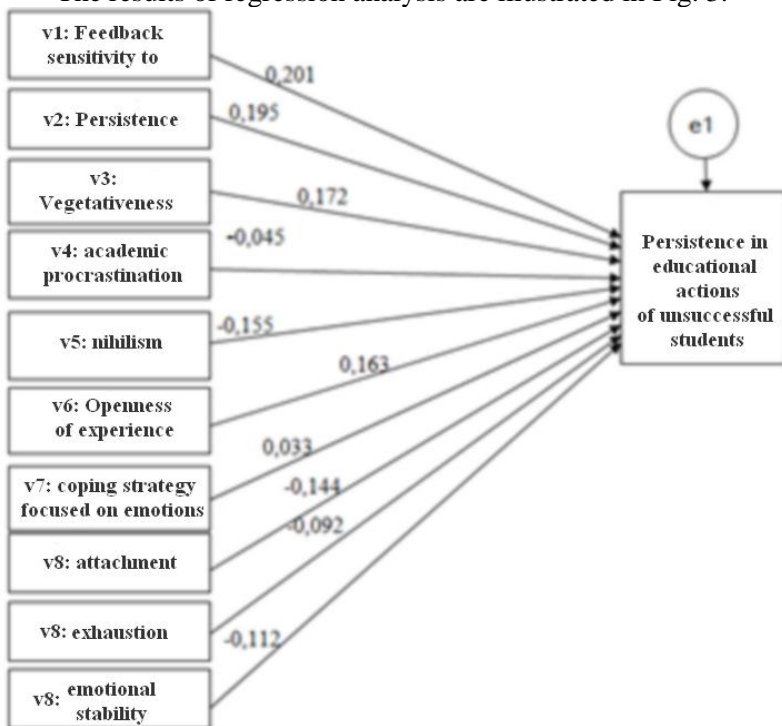 The results of regression analysis are illustrated in Fig.
v1: Feedback
sensitivity to
0,201
v2: Persistence
0,195
e1
v3:
Vegetativeness
0,172
v4: academic
procrastination
-0,045
Persistence in
educational
actions
of unsuccessful
students
v5: nihilism
-0,155
v6: Openness
of experience
0,163
v7: coping strategy
focused on emotions
0,033
v8: attachment
-0,144
v8: exhaustion
-0,092
v8: emotional
stability
-0,112